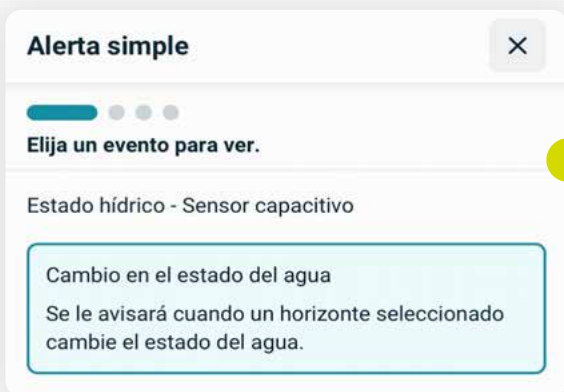 Alerta simple
Elija un evento para ver.
Estado hídrico - Sensor capacitivo
Cambio en el estado del agua
Se le avisará cuando un horizonte seleccionado
cambie el estado del agua.